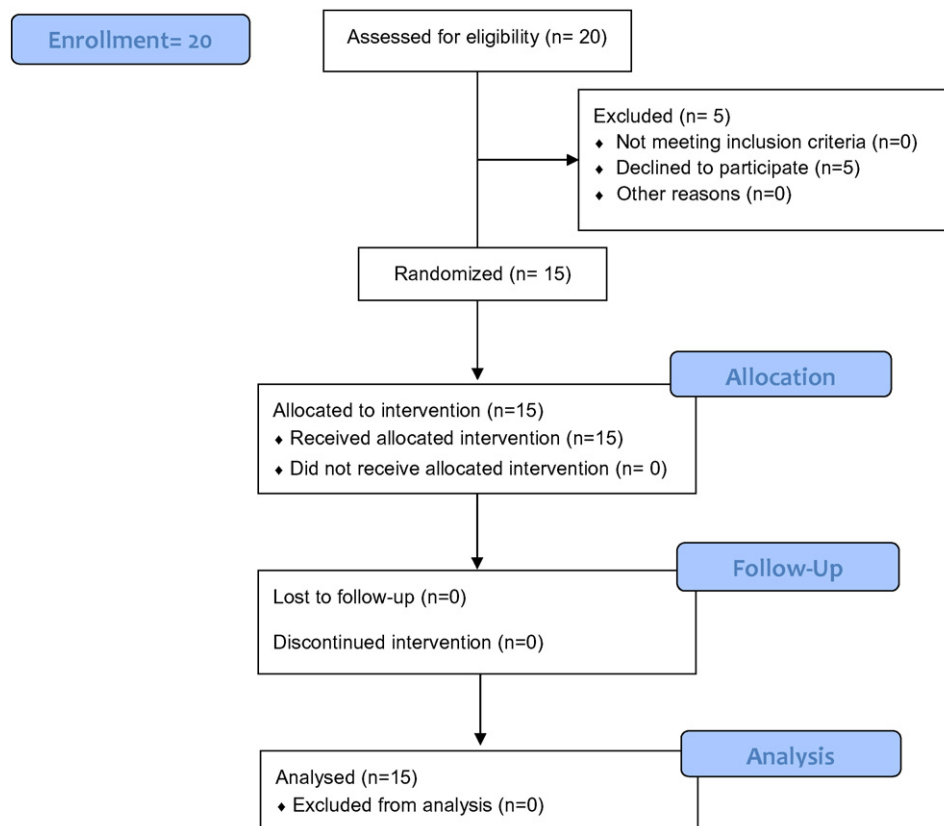 Enrollment= 20
Assessed for eligibility (n= 20)
Excluded (n= 5)
♦ Not meeting inclusion criteria (n=0)
♦ Declined to participate (n=5)
♦ Other reasons (n=0)
Randomized (n= 15)
Allocation
Allocated to intervention (n=15)
♦ Received allocated intervention (n=15)
♦ Did not receive allocated intervention (n= 0)
Follow-Up
Lost to follow-up (n=0)
Discontinued intervention (n=0)
Analysis
Analysed (n=15)
♦ Excluded from analysis (n=0)